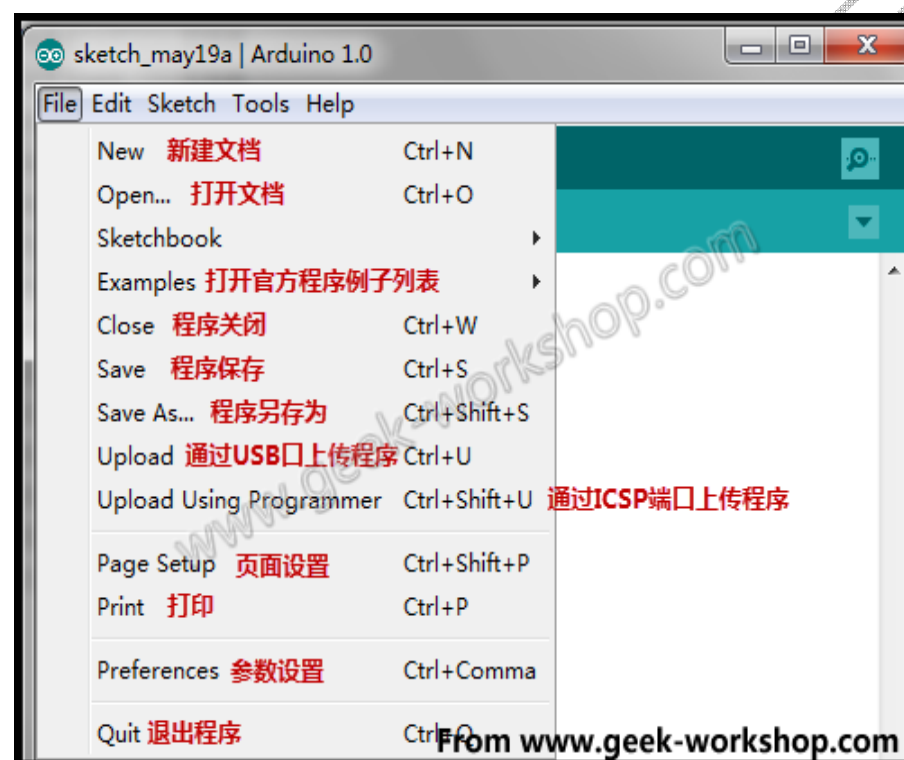 sketch_may19a | Arduino 1.0
File Edit Sketch Tools Help
New 新建文档 Ctrl+N
Open... 打开文档 Ctrl+O
Sketchbook
Examples 打开官方程序例子列表
Close 程序关闭 Ctrl+W
Save 程序保存 Ctrl+S
Save As... 程序另存为 Ctrl+Shift+S
Upload 通过USB口上传程序 Ctrl+U
Upload Using Programmer Ctrl+Shift+U 通过ICSP端口上传程序
Page Setup 页面设置 Ctrl+Shift+P
Print 打印 Ctrl+P
Preferences 参数设置 Ctrl+Comma
Quit 退出程序 Ctrl+Q
From www.geek-workshop.com
www.geek-workshop.com